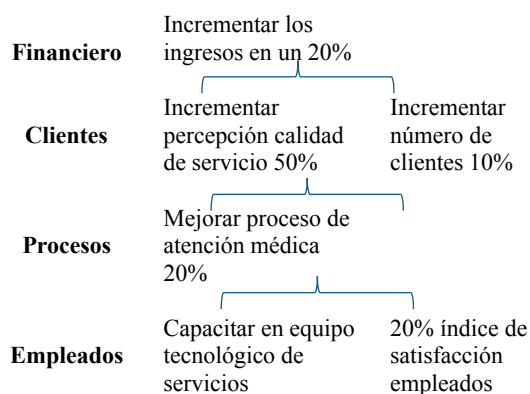 Financiero
Incrementar los
ingresos en un 20%
Clientes
Incrementar
percepción calidad
de servicio 50%
Incrementar
número de
clientes 10%
Procesos
Mejorar proceso de
atención médica
20%
Empleados
Capacitar en equipo
tecnológico de
servicios
20% índice de
satisfacción
empleados